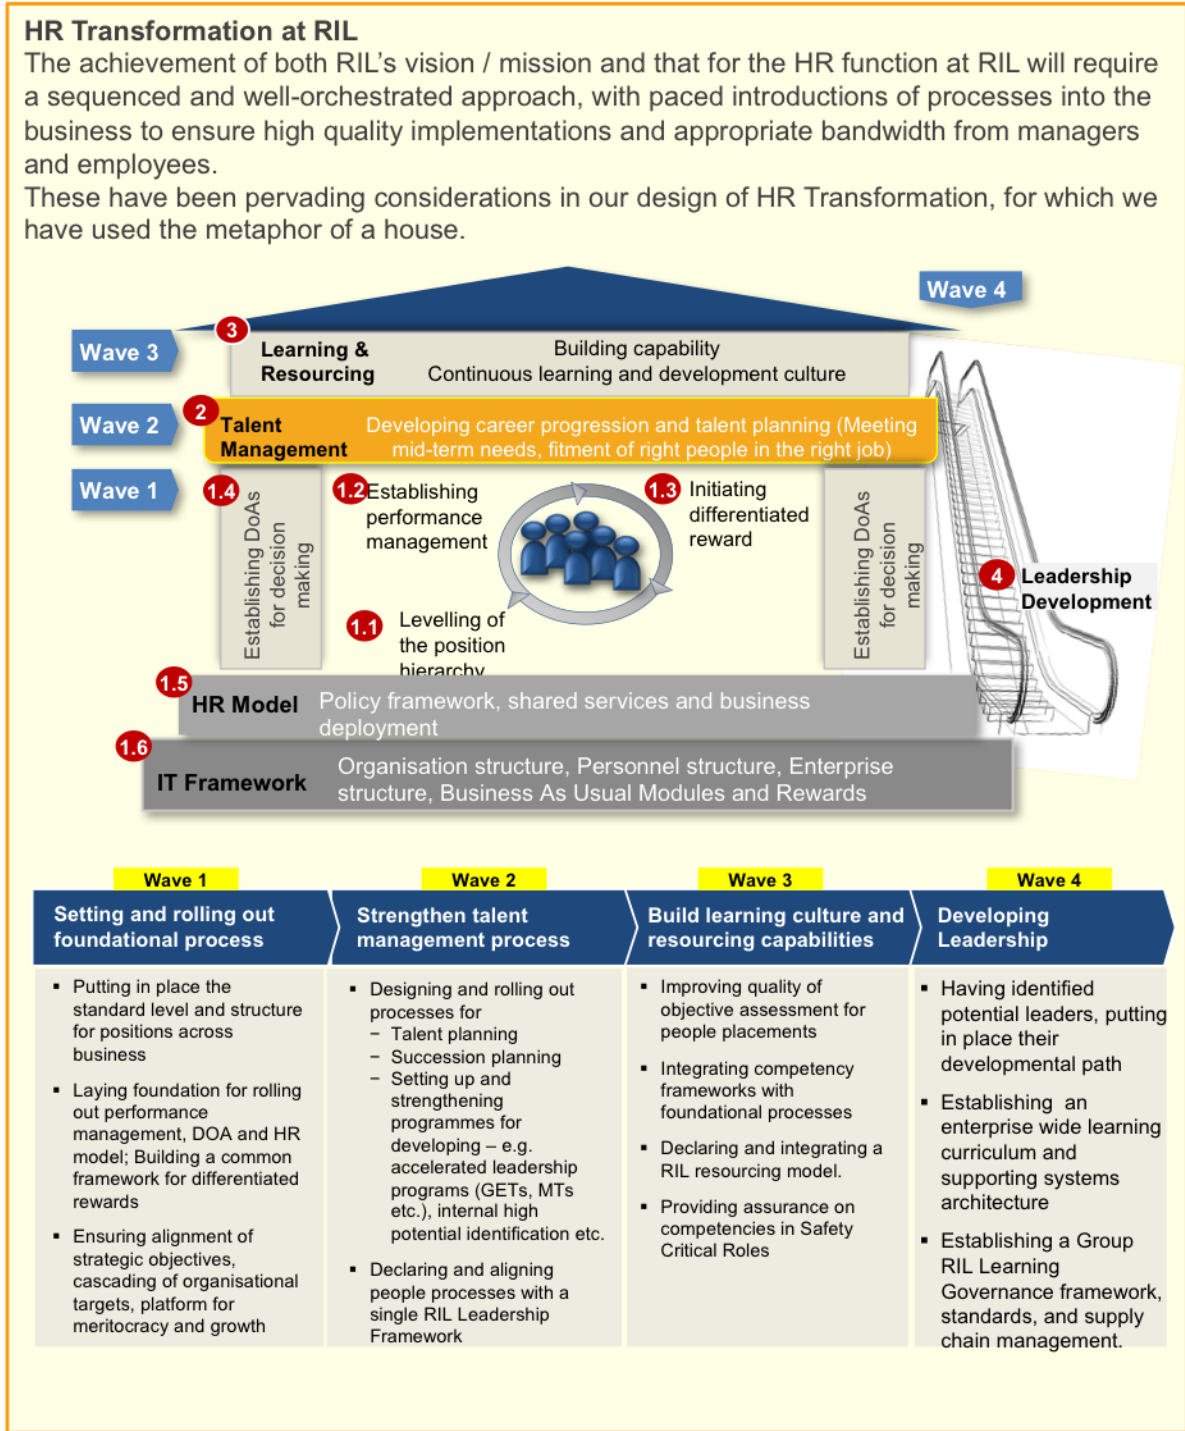 HR Transformation at RIL
The achievement of both RIL's vision / mission and that for the HR function at RIL will require
a sequenced and well-orchestrated approach, with paced introductions of processes into the
business to ensure high quality implementations and appropriate bandwidth from managers
and employees.
These have been pervading considerations in our design of HR Transformation, for which we
have used the metaphor of a house.
Wave 4
Wave 3
3
Learning &
Resourcing
Building capability
Continuous learning and development culture
Wave 2
2
Talent
Management
Developing career progression and talent planning (Meeting
mid-term needs, fitment of right people in the right job)
Wave 1
1.4
Establishing DoAs
for decision
making
1.2
Establishing
performance
management
1.3
Initiating
differentiated
reward
Establishing DoAs
for decision
making
4
Leadership
Development
1.1
Levelling of
the position
hierarchy
1.5
HR Model
Policy framework, shared services and business
deployment
1.6
IT Framework
Organisation structure, Personnel structure, Enterprise
structure, Business As Usual Modules and Rewards
Wave 1
Setting and rolling out
foundational process
▪ Putting in place the
standard level and structure
for positions across
business
▪ Laying foundation for rolling
out performance
management, DOA and HR
model; Building a common
framework for differentiated
rewards
▪ Ensuring alignment of
strategic objectives,
cascading of organisational
targets, platform for
meritocracy and growth
Wave 2
Strengthen talent
management process
▪ Designing and rolling out
processes for
− Talent planning
− Succession planning
− Setting up and
strengthening
programmes for
developing – e.g.
accelerated leadership
programs (GETs, MTs
etc.), internal high
potential identification etc.
▪ Declaring and aligning
people processes with a
single RIL Leadership
Framework
Wave 3
Build learning culture and
resourcing capabilities
▪ Improving quality of
objective assessment for
people placements
▪ Integrating competency
frameworks with
foundational processes
▪ Declaring and integrating a
RIL resourcing model.
▪ Providing assurance on
competencies in Safety
Critical Roles
Wave 4
Developing
Leadership
▪ Having identified
potential leaders, putting
in place their
developmental path
▪ Establishing an
enterprise wide learning
curriculum and
supporting systems
architecture
▪ Establishing a Group
RIL Learning
Governance framework,
standards, and supply
chain management.